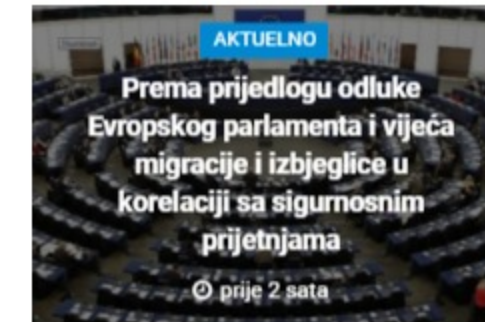 AKTUELNO
Prema prijedlogu odluke
Evropskog parlamenta i vijeća
migracije i izbjeglice u
korelaciji sa sigurnosnim
prijetnjama
prije 2 sata